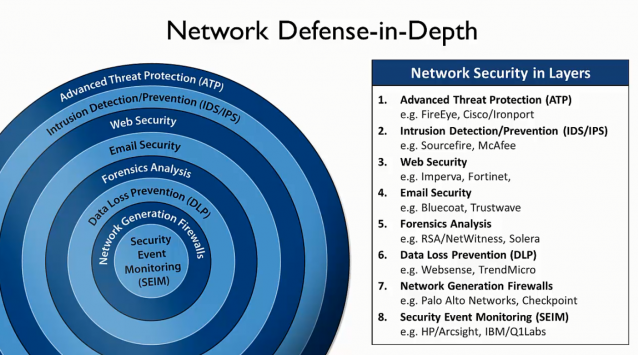 Network Defense-in-Depth
Advanced Threat Protection (ATP)
Intrusion Detection/Prevention (IDS/IPS)
Web Security
Email Security
Forensics Analysis
Data Loss Prevention (DLP)
Network Generation Firewalls
Security
Event
Monitoring
(SEIM)
Network Security in Layers
1. Advanced Threat Protection (ATP)
e.g. FireEye, Cisco/Ironport
2. Intrusion Detection/Prevention (IDS/IPS)
e.g. Sourcefire, McAfee
3. Web Security
e.g. Imperva, Fortinet,
4. Email Security
e.g. Bluecoat, Trustwave
5. Forensics Analysis
e.g. RSA/NetWitness, Solera
6. Data Loss Prevention (DLP)
e.g. Websense, TrendMicro
7. Network Generation Firewalls
e.g. Palo Alto Networks, Checkpoint
8. Security Event Monitoring (SEIM)
e.g. HP/Arcsight, IBM/Q1Labs